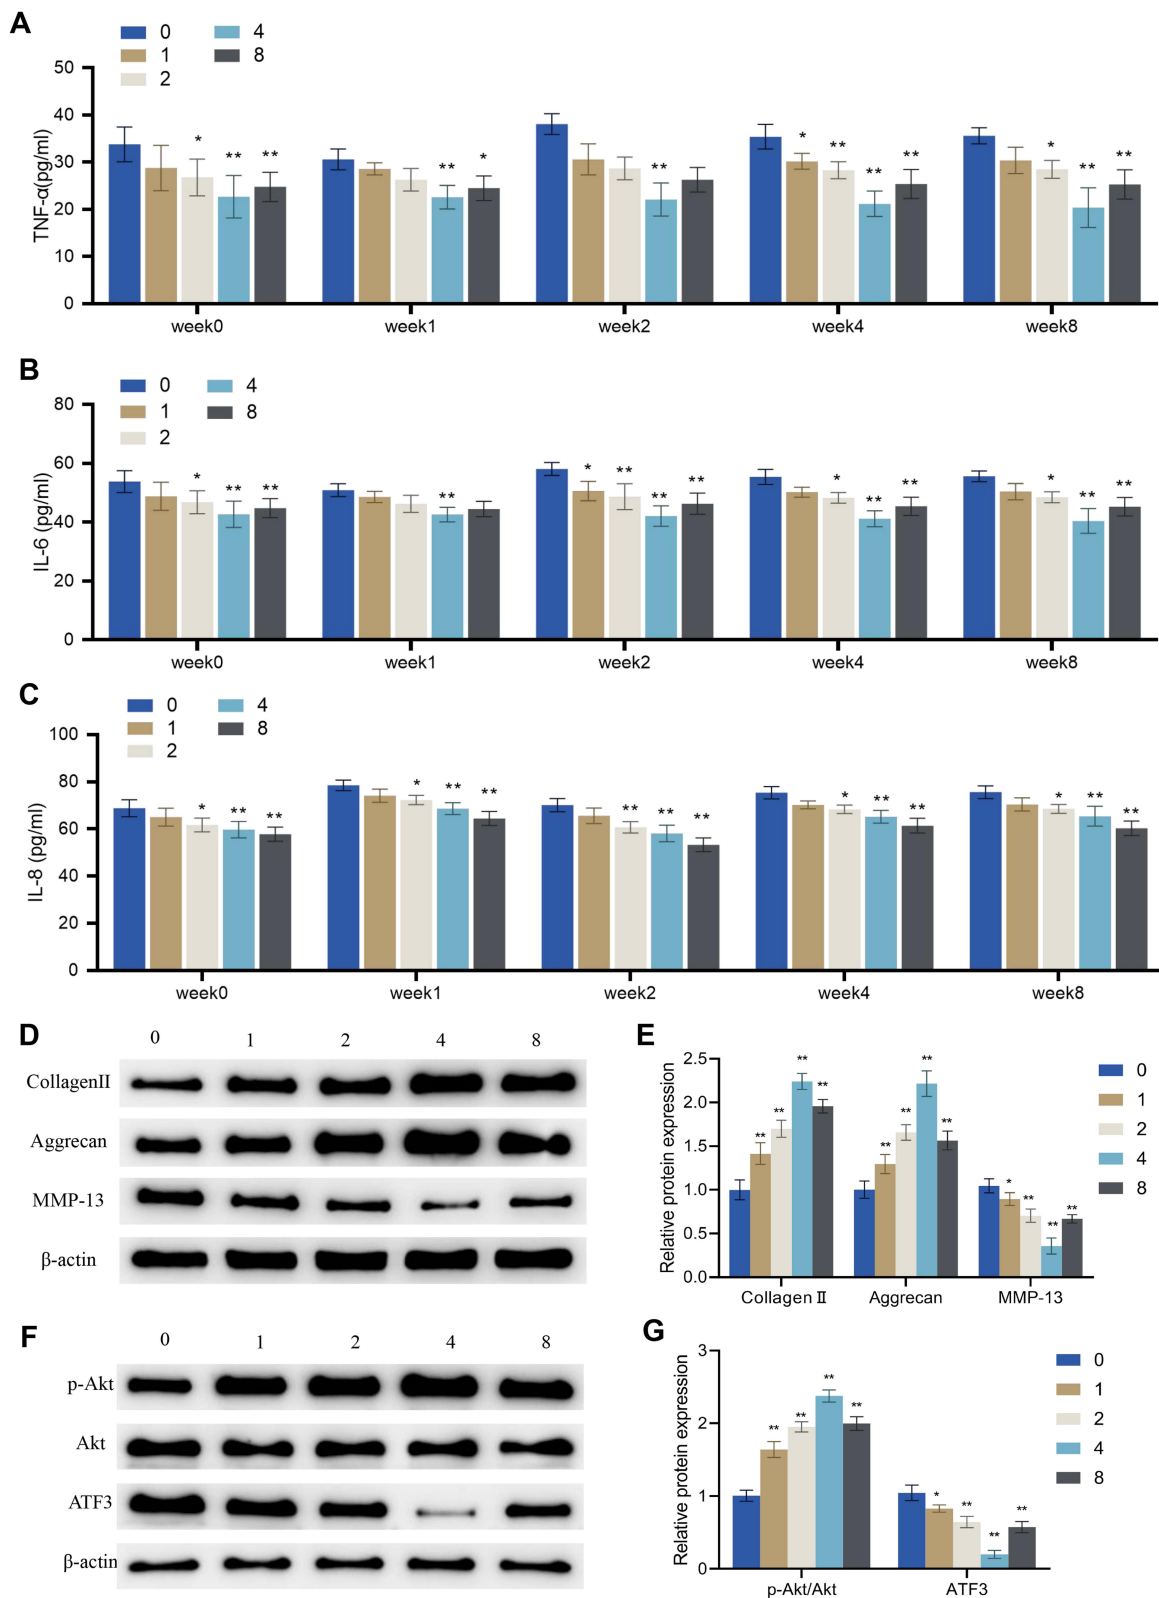 A
0 4
1 8
2
50
40
30
20
10
0
TNF-α(pg/ml)
* ** ** ** * ** * ** ** ** * ** **
week0 week1 week2 week4 week8
B
0 4
1 8
2
80
60
40
20
0
IL-6 (pg/ml)
* ** ** ** * ** ** ** * ** ** * ** **
week0 week1 week2 week4 week8
C
0 4
1 8
2
100
80
60
40
20
0
IL-8 (pg/ml)
* ** ** * ** ** ** ** ** * ** ** * ** **
week0 week1 week2 week4 week8
D
0 1 2 4 8
CollagenII
Aggrecan
MMP-13
β-actin
E
2.5
2.0
1.5
1.0
0.5
0.0
Relative protein expression
** ** ** ** ** ** ** ** * ** ** **
Collagen Ⅱ Aggrecan MMP-13
0
1
2
4
8
F
0 1 2 4 8
p-Akt
Akt
ATF3
β-actin
G
3
2
1
0
Relative protein expression
** ** ** ** * ** ** **
p-Akt/Akt ATF3
0
1
2
4
8